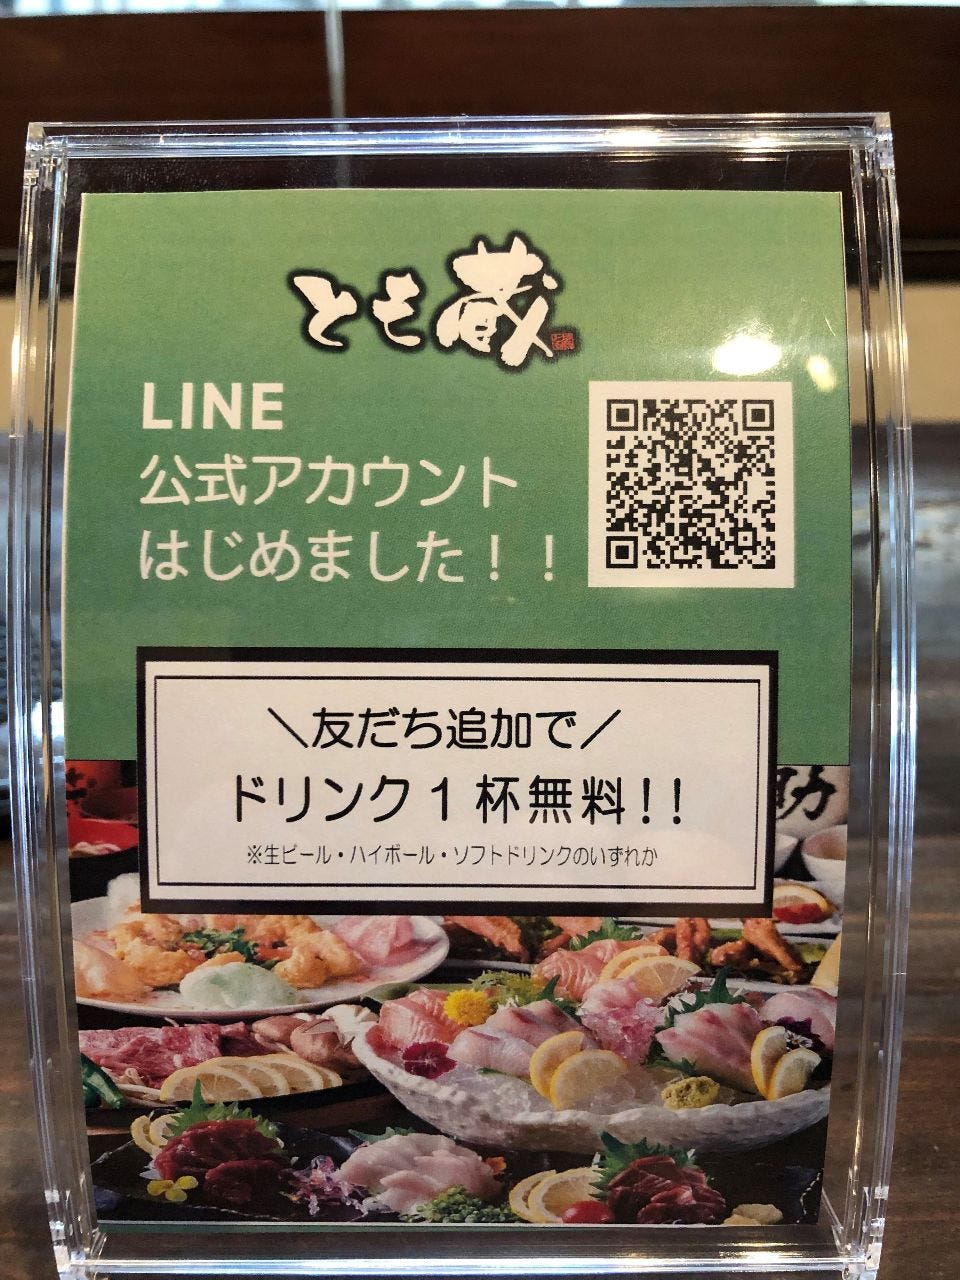 とも蔵
LINE
公式アカウント
はじめました！！
＼友だち追加で／
ドリンク1杯無料！！
※生ビール・ハイボール・ソフトドリンクのいずれか
助